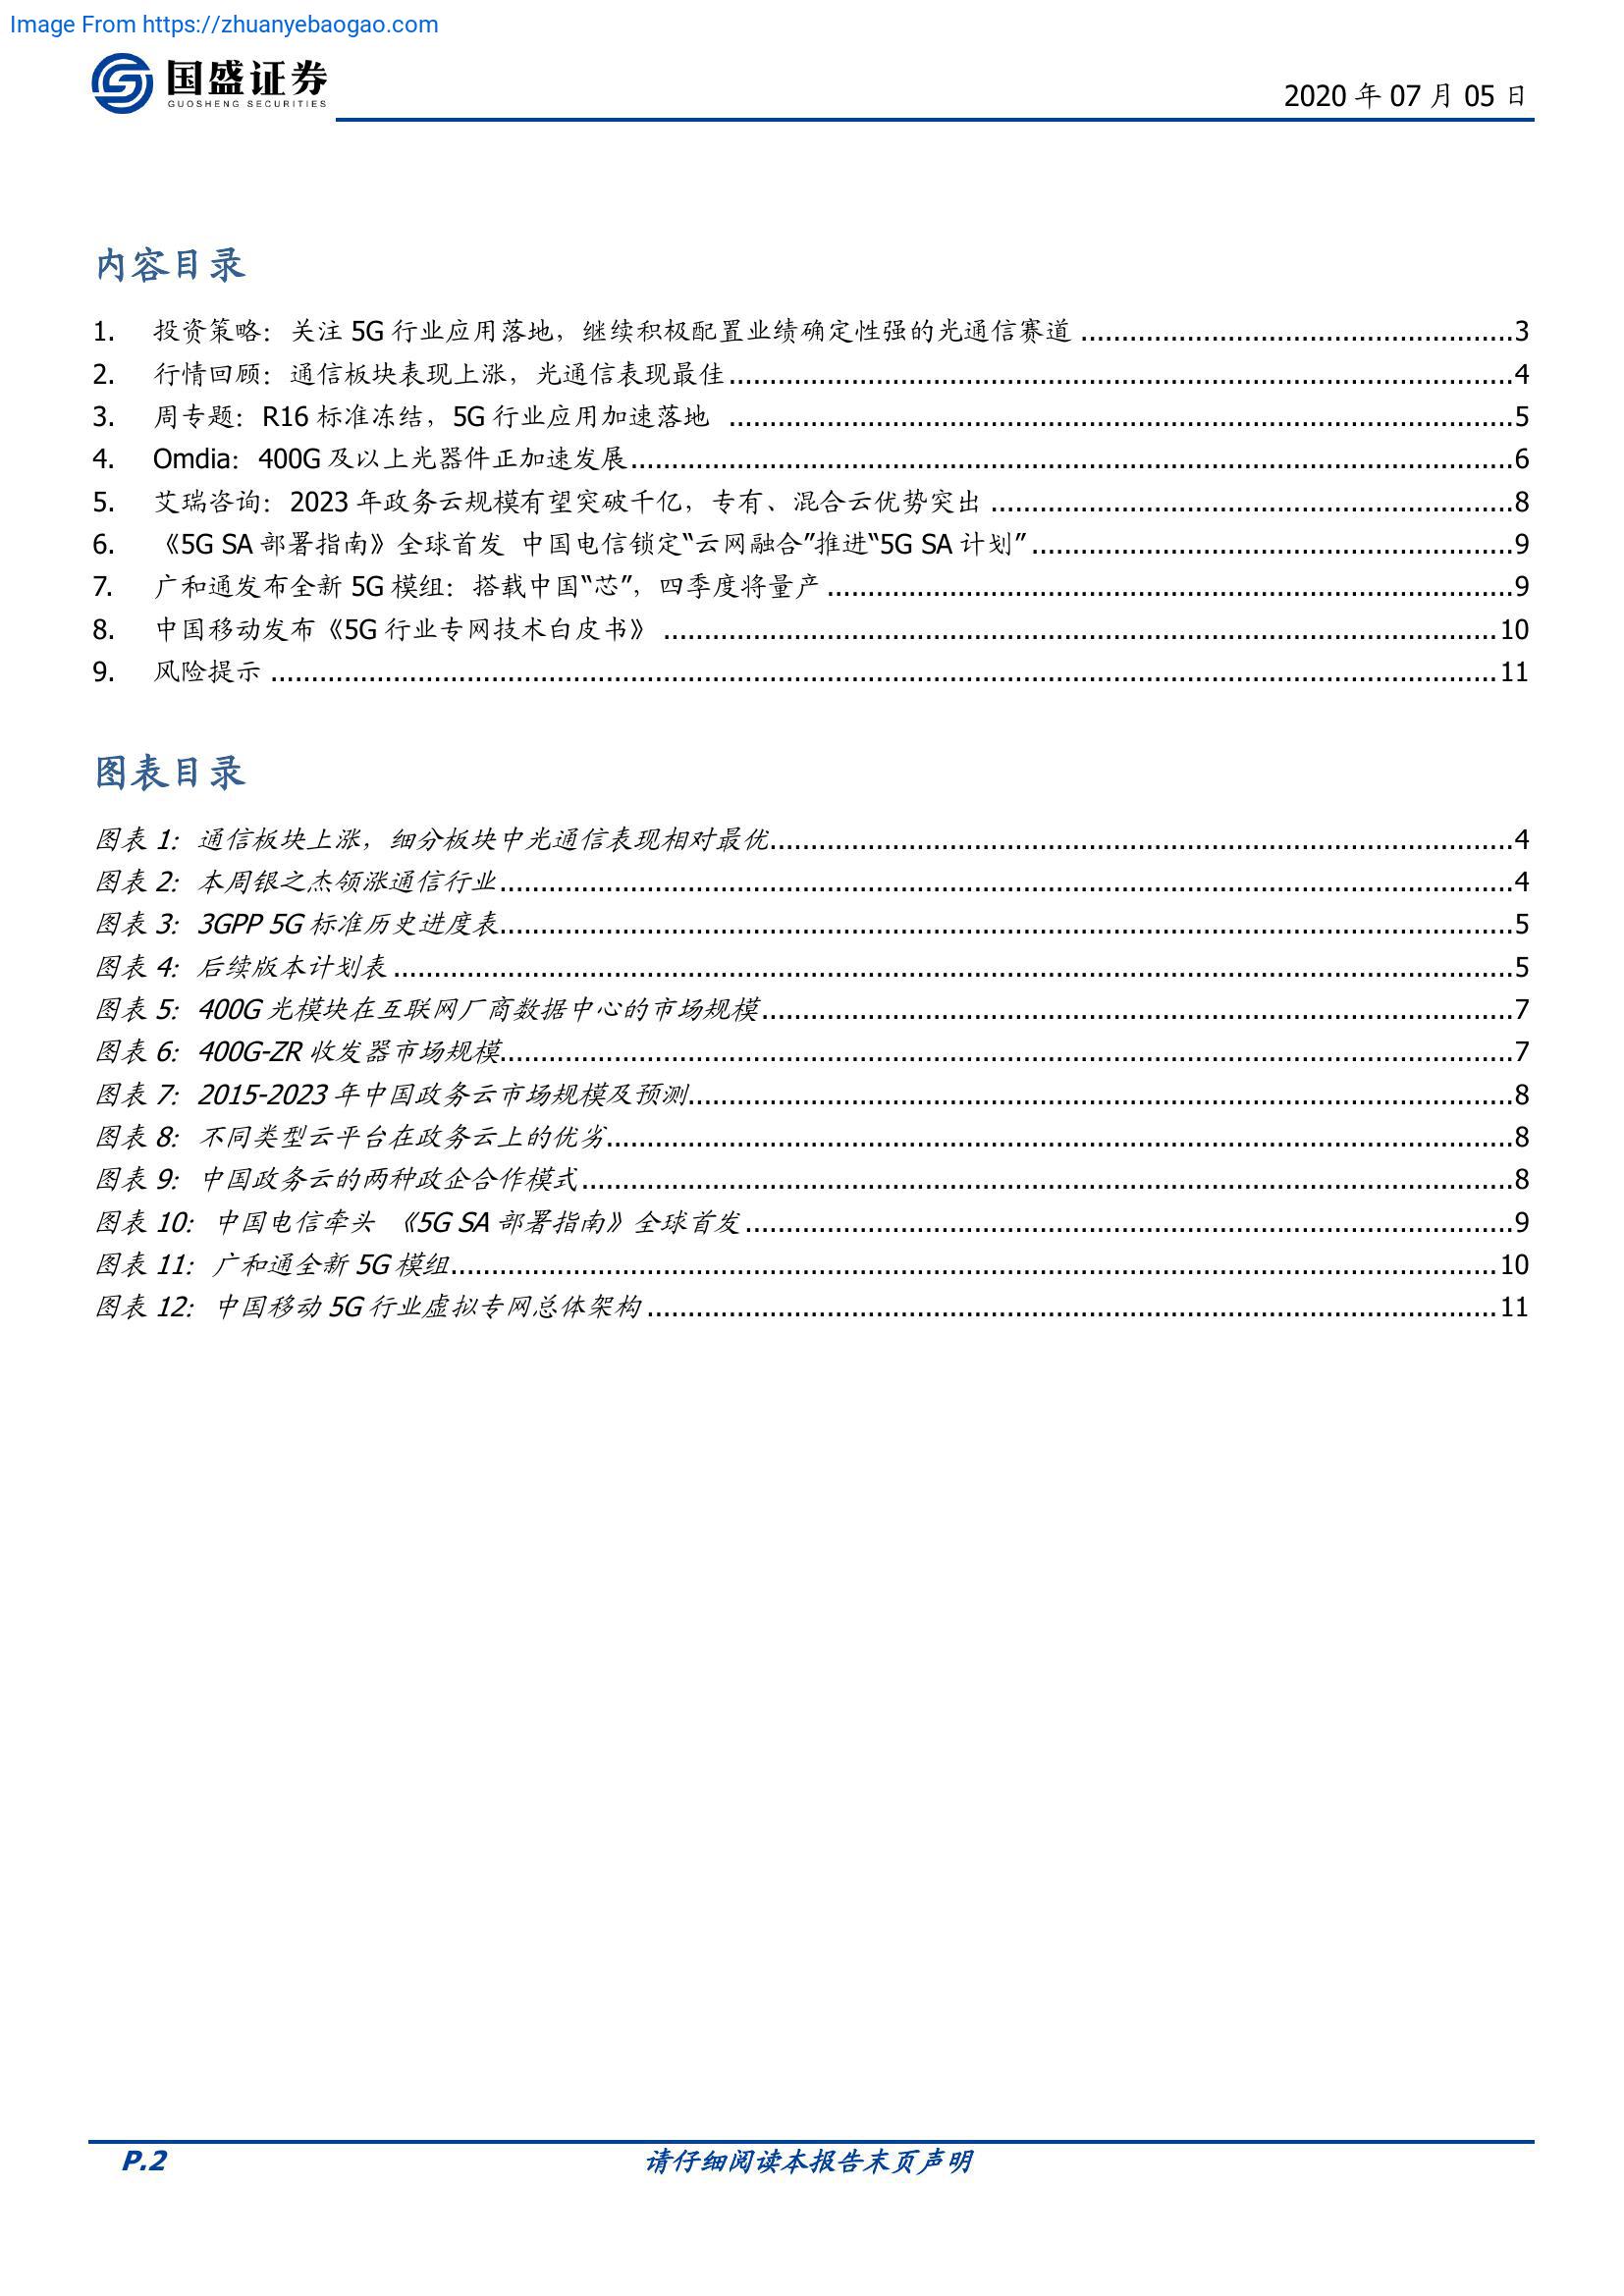 Image From https://zhuanyebaogao.com
国盛证券
GUOSHENG SECURITIES
2020 年 07 月 05 日
内容目录
1. 投资策略：关注 5G 行业应用落地，继续积极配置业绩确定性强的光通信赛道 ........................................3
2. 行情回顾：通信板块表现上涨，光通信表现最佳........................................4
3. 周专题：R16 标准冻结，5G 行业应用加速落地 ........................................5
4. Omdia：400G 及以上光器件正加速发展........................................6
5. 艾瑞咨询：2023 年政务云规模有望突破千亿，专有、混合云优势突出 ........................................8
6. 《5G SA 部署指南》全球首发 中国电信锁定“云网融合”推进“5G SA 计划” ........................................9
7. 广和通发布全新 5G 模组：搭载中国“芯”，四季度将量产 ........................................9
8. 中国移动发布《5G 行业专网技术白皮书》 ........................................10
9. 风险提示 ........................................11
图表目录
图表 1：通信板块上涨，细分板块中光通信表现相对最优........................................4
图表 2：本周银之杰领涨通信行业........................................4
图表 3：3GPP 5G 标准历史进度表........................................5
图表 4：后续版本计划表........................................5
图表 5：400G 光模块在互联网厂商数据中心的市场规模........................................7
图表 6：400G-ZR 收发器市场规模........................................7
图表 7：2015-2023 年中国政务云市场规模及预测........................................8
图表 8：不同类型云平台在政务云上的优劣........................................8
图表 9：中国政务云的两种政企合作模式........................................8
图表 10：中国电信牵头 《5G SA 部署指南》全球首发........................................9
图表 11：广和通全新 5G 模组........................................10
图表 12：中国移动 5G 行业虚拟专网总体架构........................................11
P.2
请仔细阅读本报告末页声明